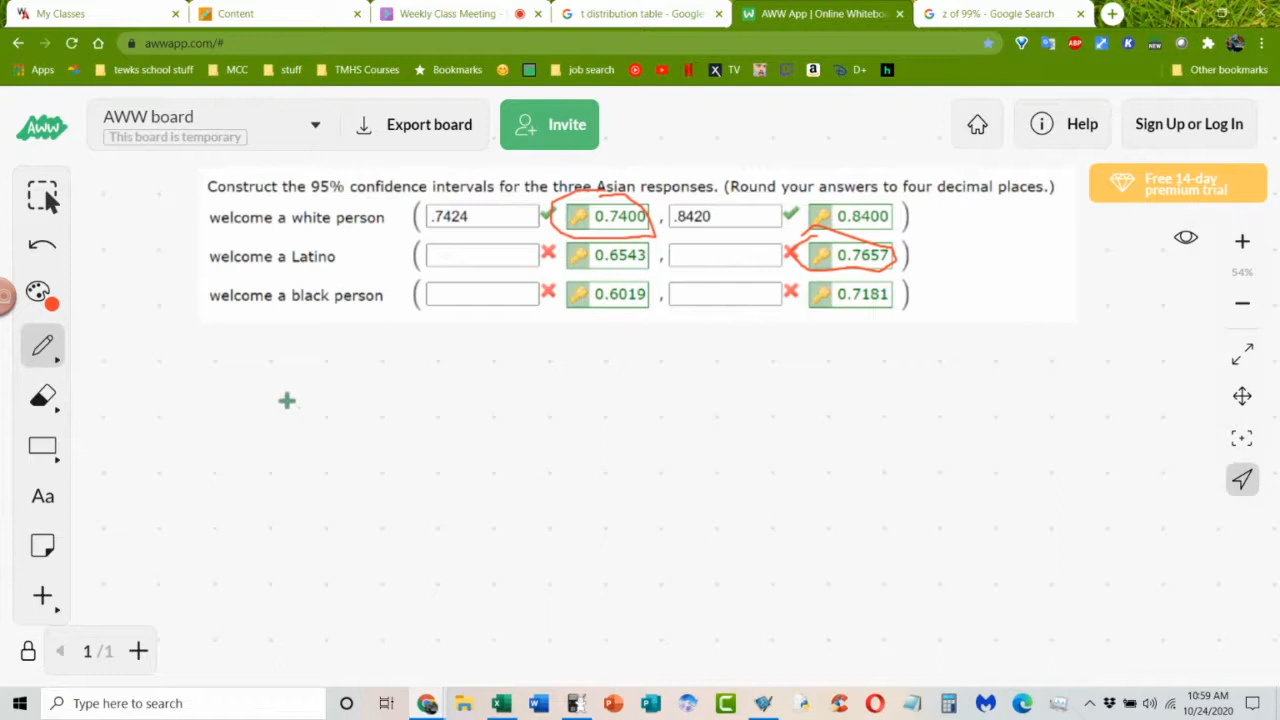 My Classes
Content
Weekly Class Meeting -
t distribution table - Google
AWW App | Online Whiteboa
z of 99% - Google Search
awwapp.com/#
ABP
NEW
Apps
tewks school stuff
MCC
stuff
TMHS Courses
Bookmarks
job search
TV
D+
Other bookmarks
AWW
AWW board
This board is temporary
Export board
Invite
Help
Sign Up or Log In
Free 14-day
premium trial
Construct the 95% confidence intervals for the three Asian responses. (Round your answers to four decimal places.)
welcome a white person ( .7424 0.7400 , .8420 0.8400 )
welcome a Latino ( 0.6543 , 0.7657 )
welcome a black person ( 0.6019 , 0.7181 )
54%
Aa
1 / 1
Type here to search
10:59 AM
10/24/2020